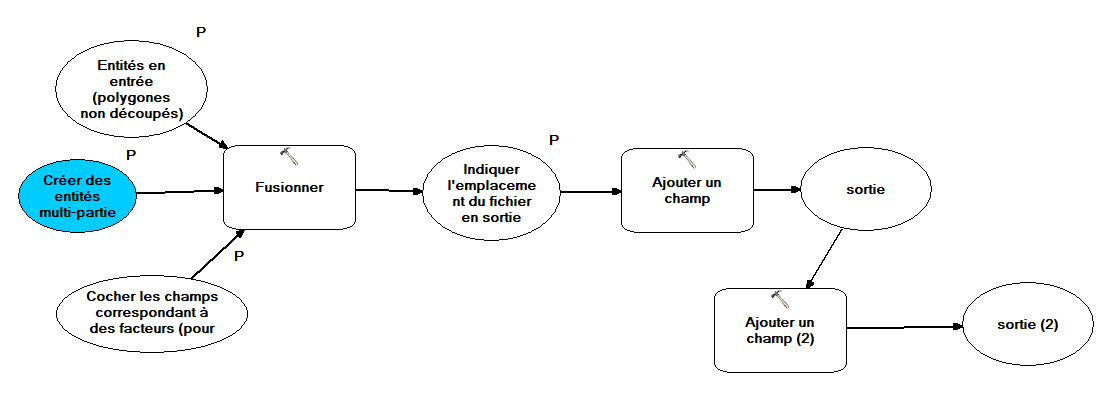 P
Entités en
entrée
(polygones
non découpés)
P
Créer des
entités
multi-partie
Fusionner
P
Cocher les champs
correspondant à
des facteurs (pour
P
Indiquer
l'emplaceme
nt du fichier
en sortie
Ajouter un
champ
sortie
Ajouter un
champ (2)
sortie (2)